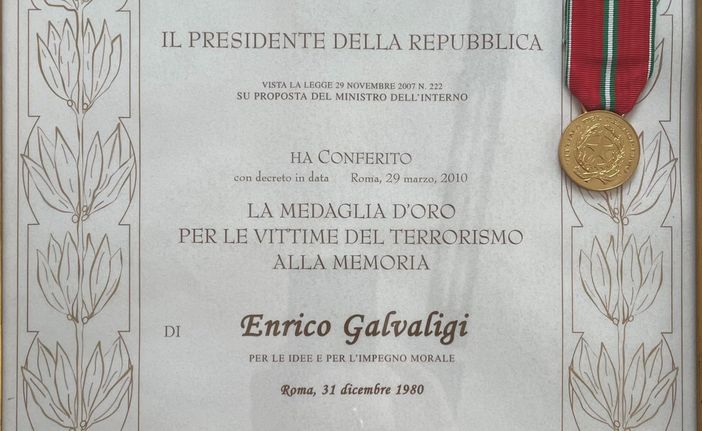 IL PRESIDENTE DELLA REPUBBLICA
VISTA LA LEGGE 29 NOVEMBRE 2007 N. 222
SU PROPOSTA DEL MINISTRO DELL'INTERNO
HA CONFERITO
con decreto in data Roma, 29 marzo, 2010
LA MEDAGLIA D'ORO
PER LE VITTIME DEL TERRORISMO
ALLA MEMORIA
DI Enrico Galvaligi
PER LE IDEE E PER L'IMPEGNO MORALE
Roma, 31 dicembre 1980